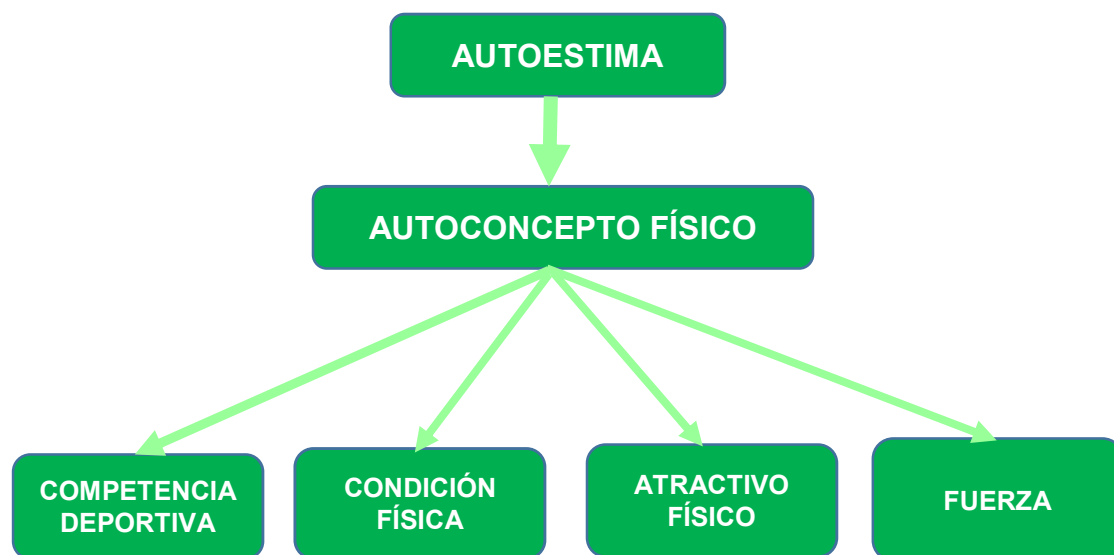 AUTOESTIMA
AUTOCONCEPTO FÍSICO
COMPETENCIA
DEPORTIVA
CONDICIÓN
FÍSICA
ATRACTIVO
FÍSICO
FUERZA